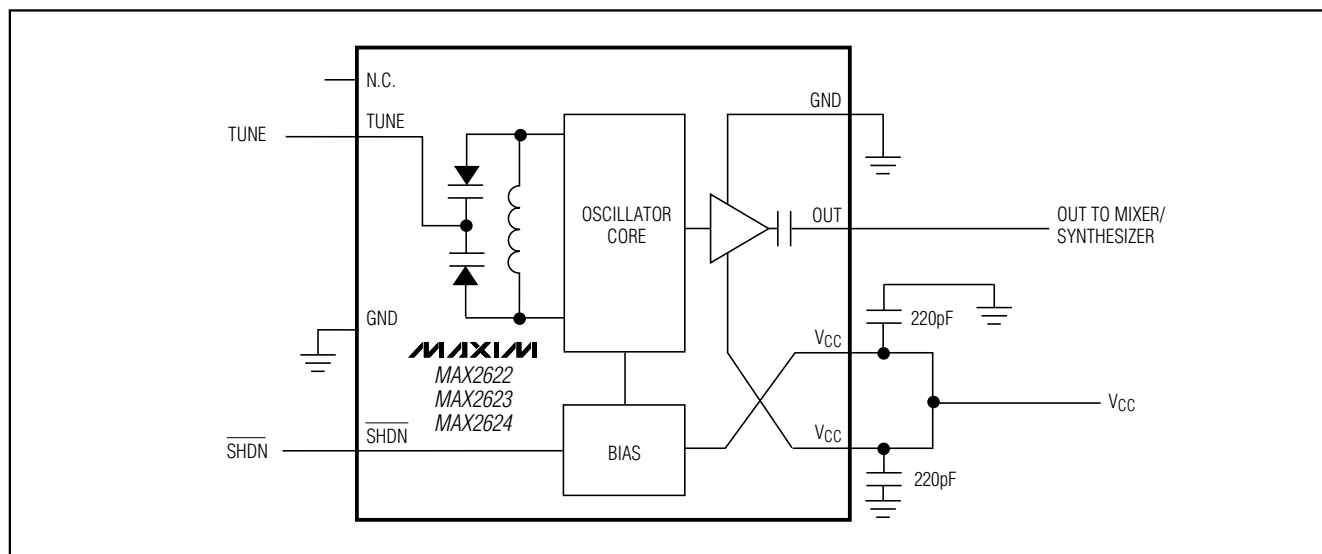 N.C.
TUNE
TUNE
GND
GND
OSCILLATOR
CORE
OUT
OUT TO MIXER/
SYNTHESIZER
220pF
VCC
VCC
MAXIM
MAX2622
MAX2623
MAX2624
SHDN
SHDN
BIAS
VCC
220pF